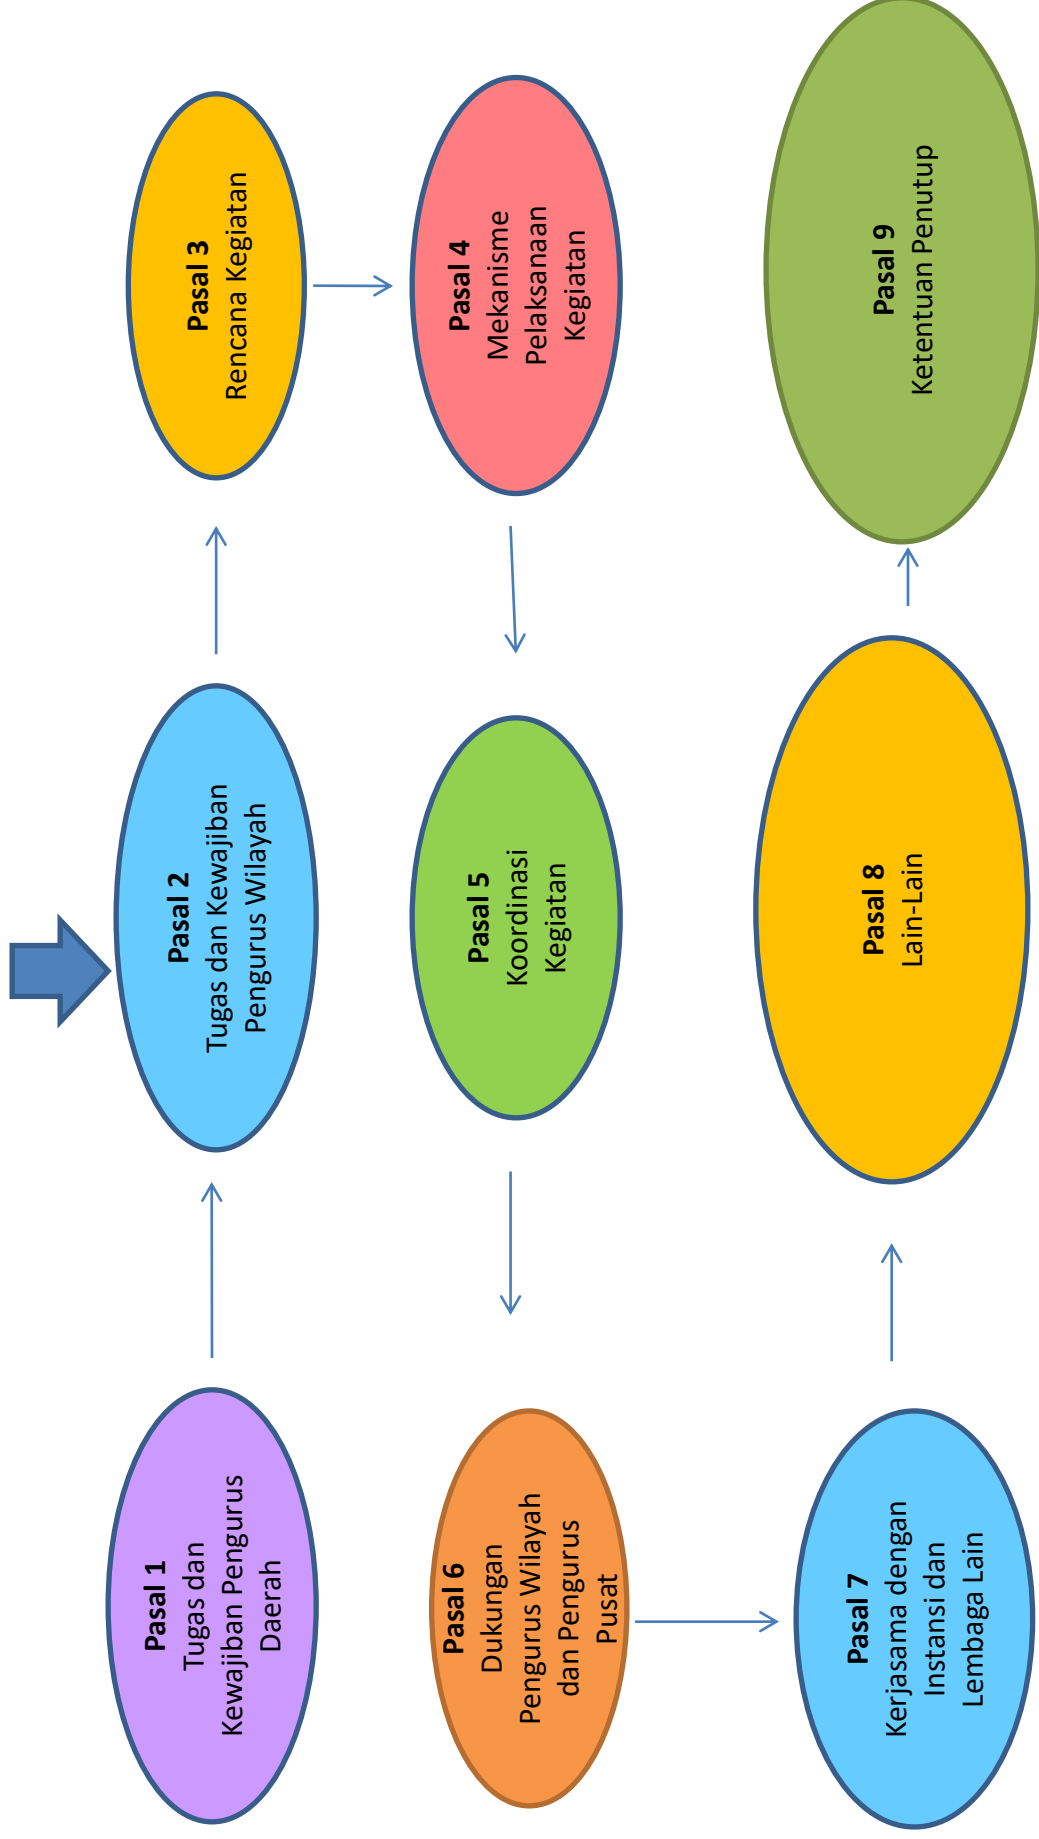 Pasal 1
Tugas dan
Kewajiban Pengurus
Daerah
Pasal 2
Tugas dan Kewajiban
Pengurus Wilayah
Pasal 3
Rencana Kegiatan
Pasal 4
Mekanisme
Pelaksanaan
Kegiatan
Pasal 5
Koordinasi
Kegiatan
Pasal 6
Dukungan
Pengurus Wilayah
dan Pengurus
Pusat
Pasal 7
Kerjasama dengan
Instansi dan
Lembaga Lain
Pasal 8
Lain-Lain
Pasal 9
Ketentuan Penutup